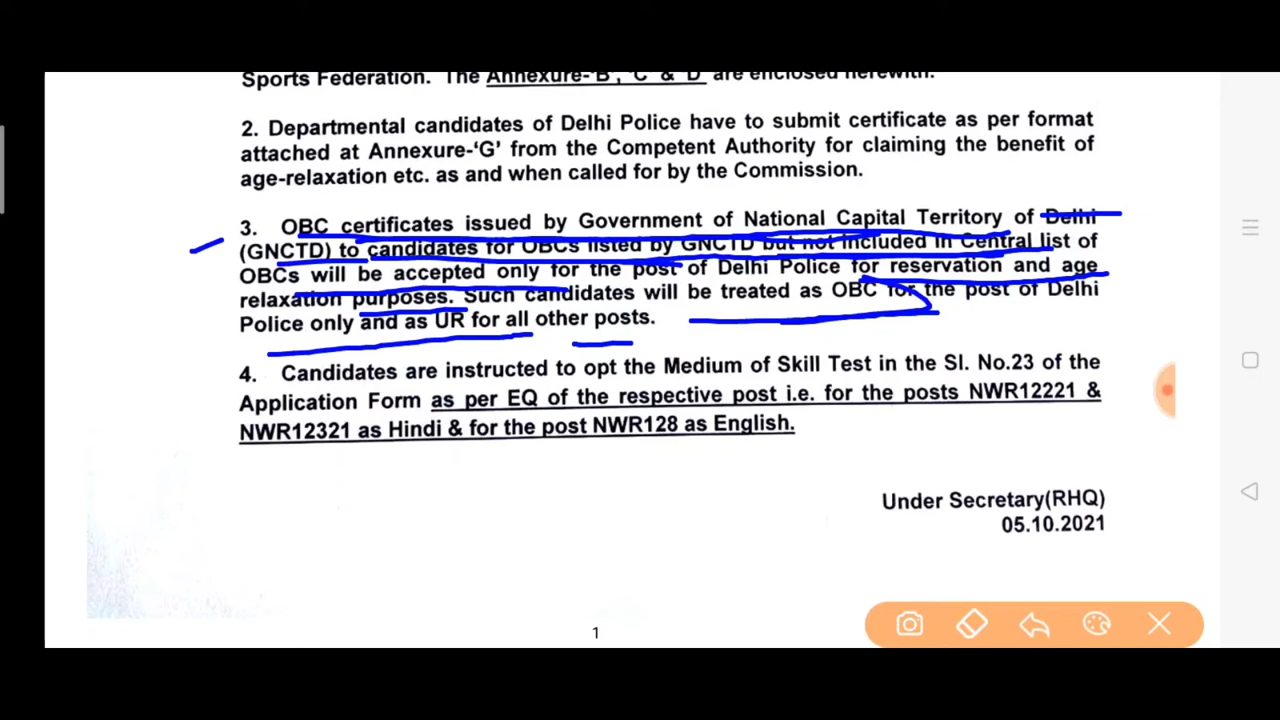 Sports Federation. The Annexure-'B', 'C' & 'D' are enclosed herewith.
2. Departmental candidates of Delhi Police have to submit certificate as per format
attached at Annexure-'G' from the Competent Authority for claiming the benefit of
age-relaxation etc. as and when called for by the Commission.
3. OBC certificates issued by Government of National Capital Territory of Delhi
(GNCTD) to candidates for OBCs listed by GNCTD but not included in Central list of
OBCs will be accepted only for the post of Delhi Police for reservation and age
relaxation purposes. Such candidates will be treated as OBC for the post of Delhi
Police only and as UR for all other posts.
4. Candidates are instructed to opt the Medium of Skill Test in the Sl. No.23 of the
Application Form as per EQ of the respective post i.e. for the posts NWR12221 &
NWR12321 as Hindi & for the post NWR128 as English.
Under Secretary(RHQ)
05.10.2021
1